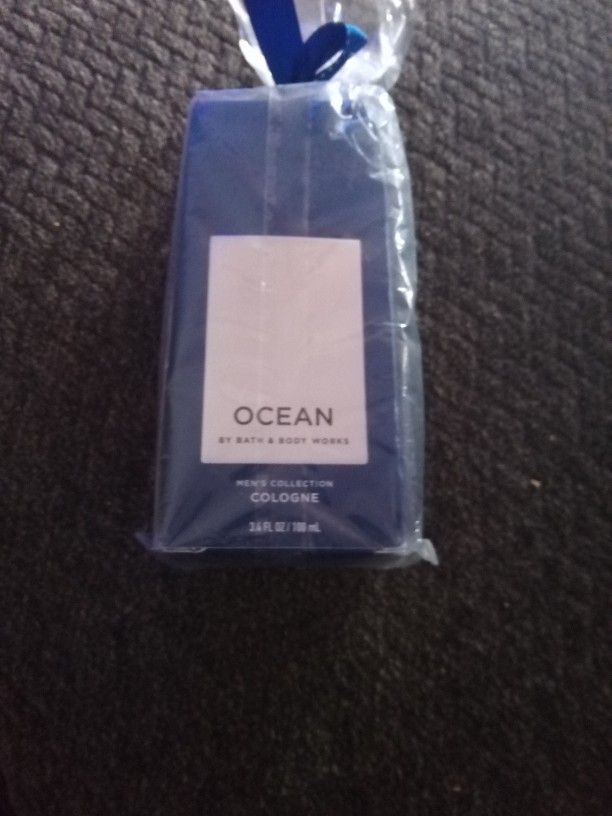 OCEAN
BY BATH & BODY WORKS
MEN'S COLLECTION
COLOGNE
3.4 FL OZ / 100 mL